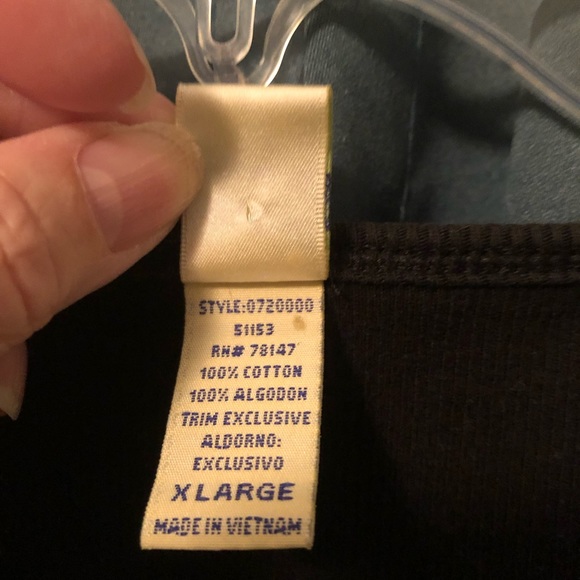 STYLE:0720000
51153
RN# 78147
100% COTTON
100% ALGODON
TRIM EXCLUSIVE
ALDORNO:
EXCLUSIVO
XLARGE
MADE IN VIETNAM